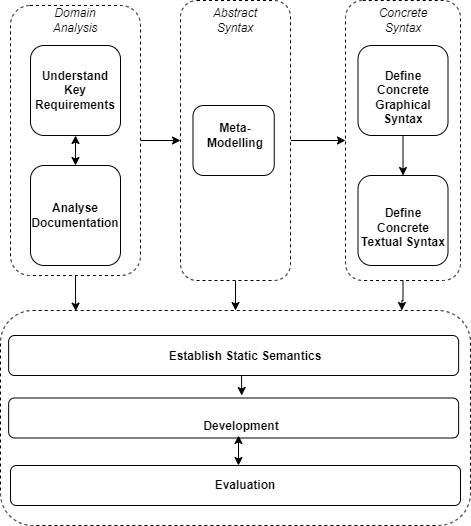 Domain
Analysis
Understand
Key
Requirements
Analyse
Documentation
Abstract
Syntax
Meta-
Modelling
Concrete
Syntax
Define
Concrete
Graphical
Syntax
Define
Concrete
Textual Syntax
Establish Static Semantics
Development
Evaluation